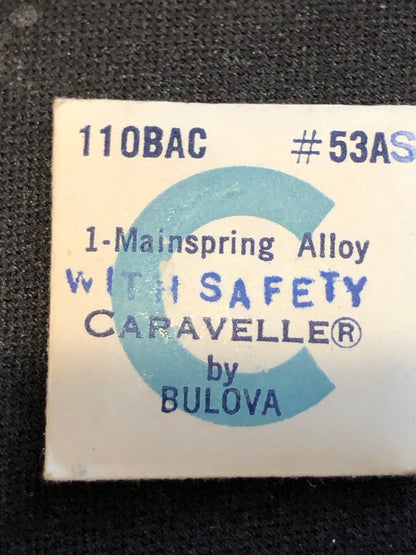 110BAC #53AS
1-Mainspring Alloy
WITH SAFETY
CARAVELLE®
by
BULOVA